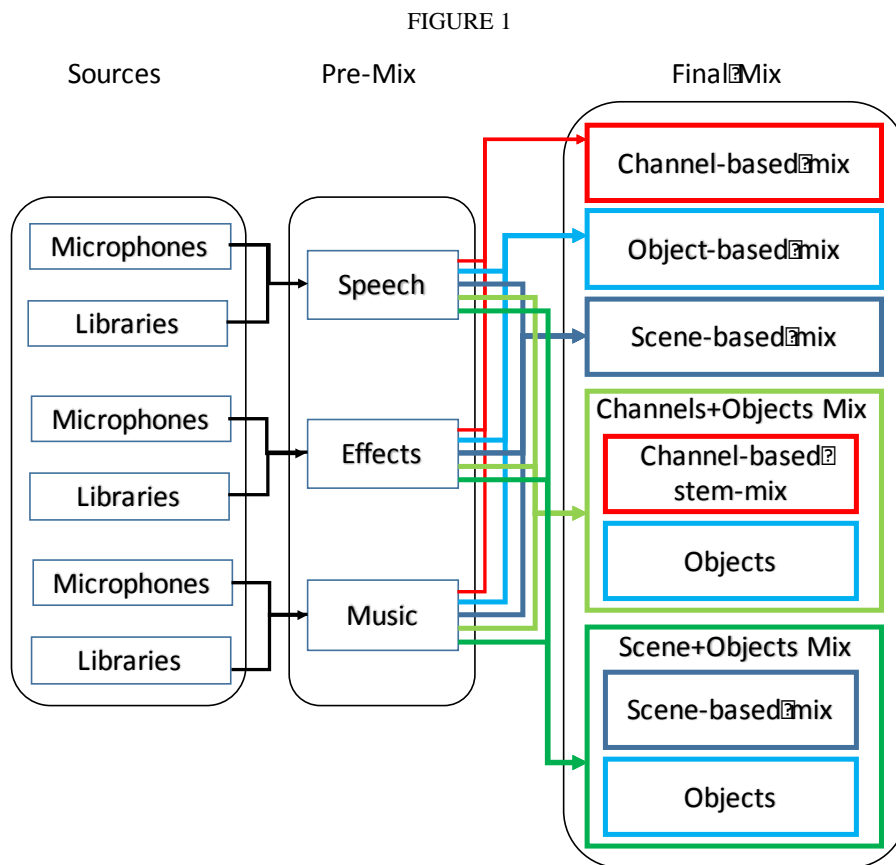 FIGURE 1
Sources
Pre-Mix
Final⍰Mix
Microphones
Libraries
Microphones
Libraries
Microphones
Libraries
Speech
Effects
Music
Channel-based⍰mix
Object-based⍰mix
Scene-based⍰mix
Channels+Objects Mix
Channel-based⍰
stem-mix
Objects
Scene+Objects Mix
Scene-based⍰mix
Objects